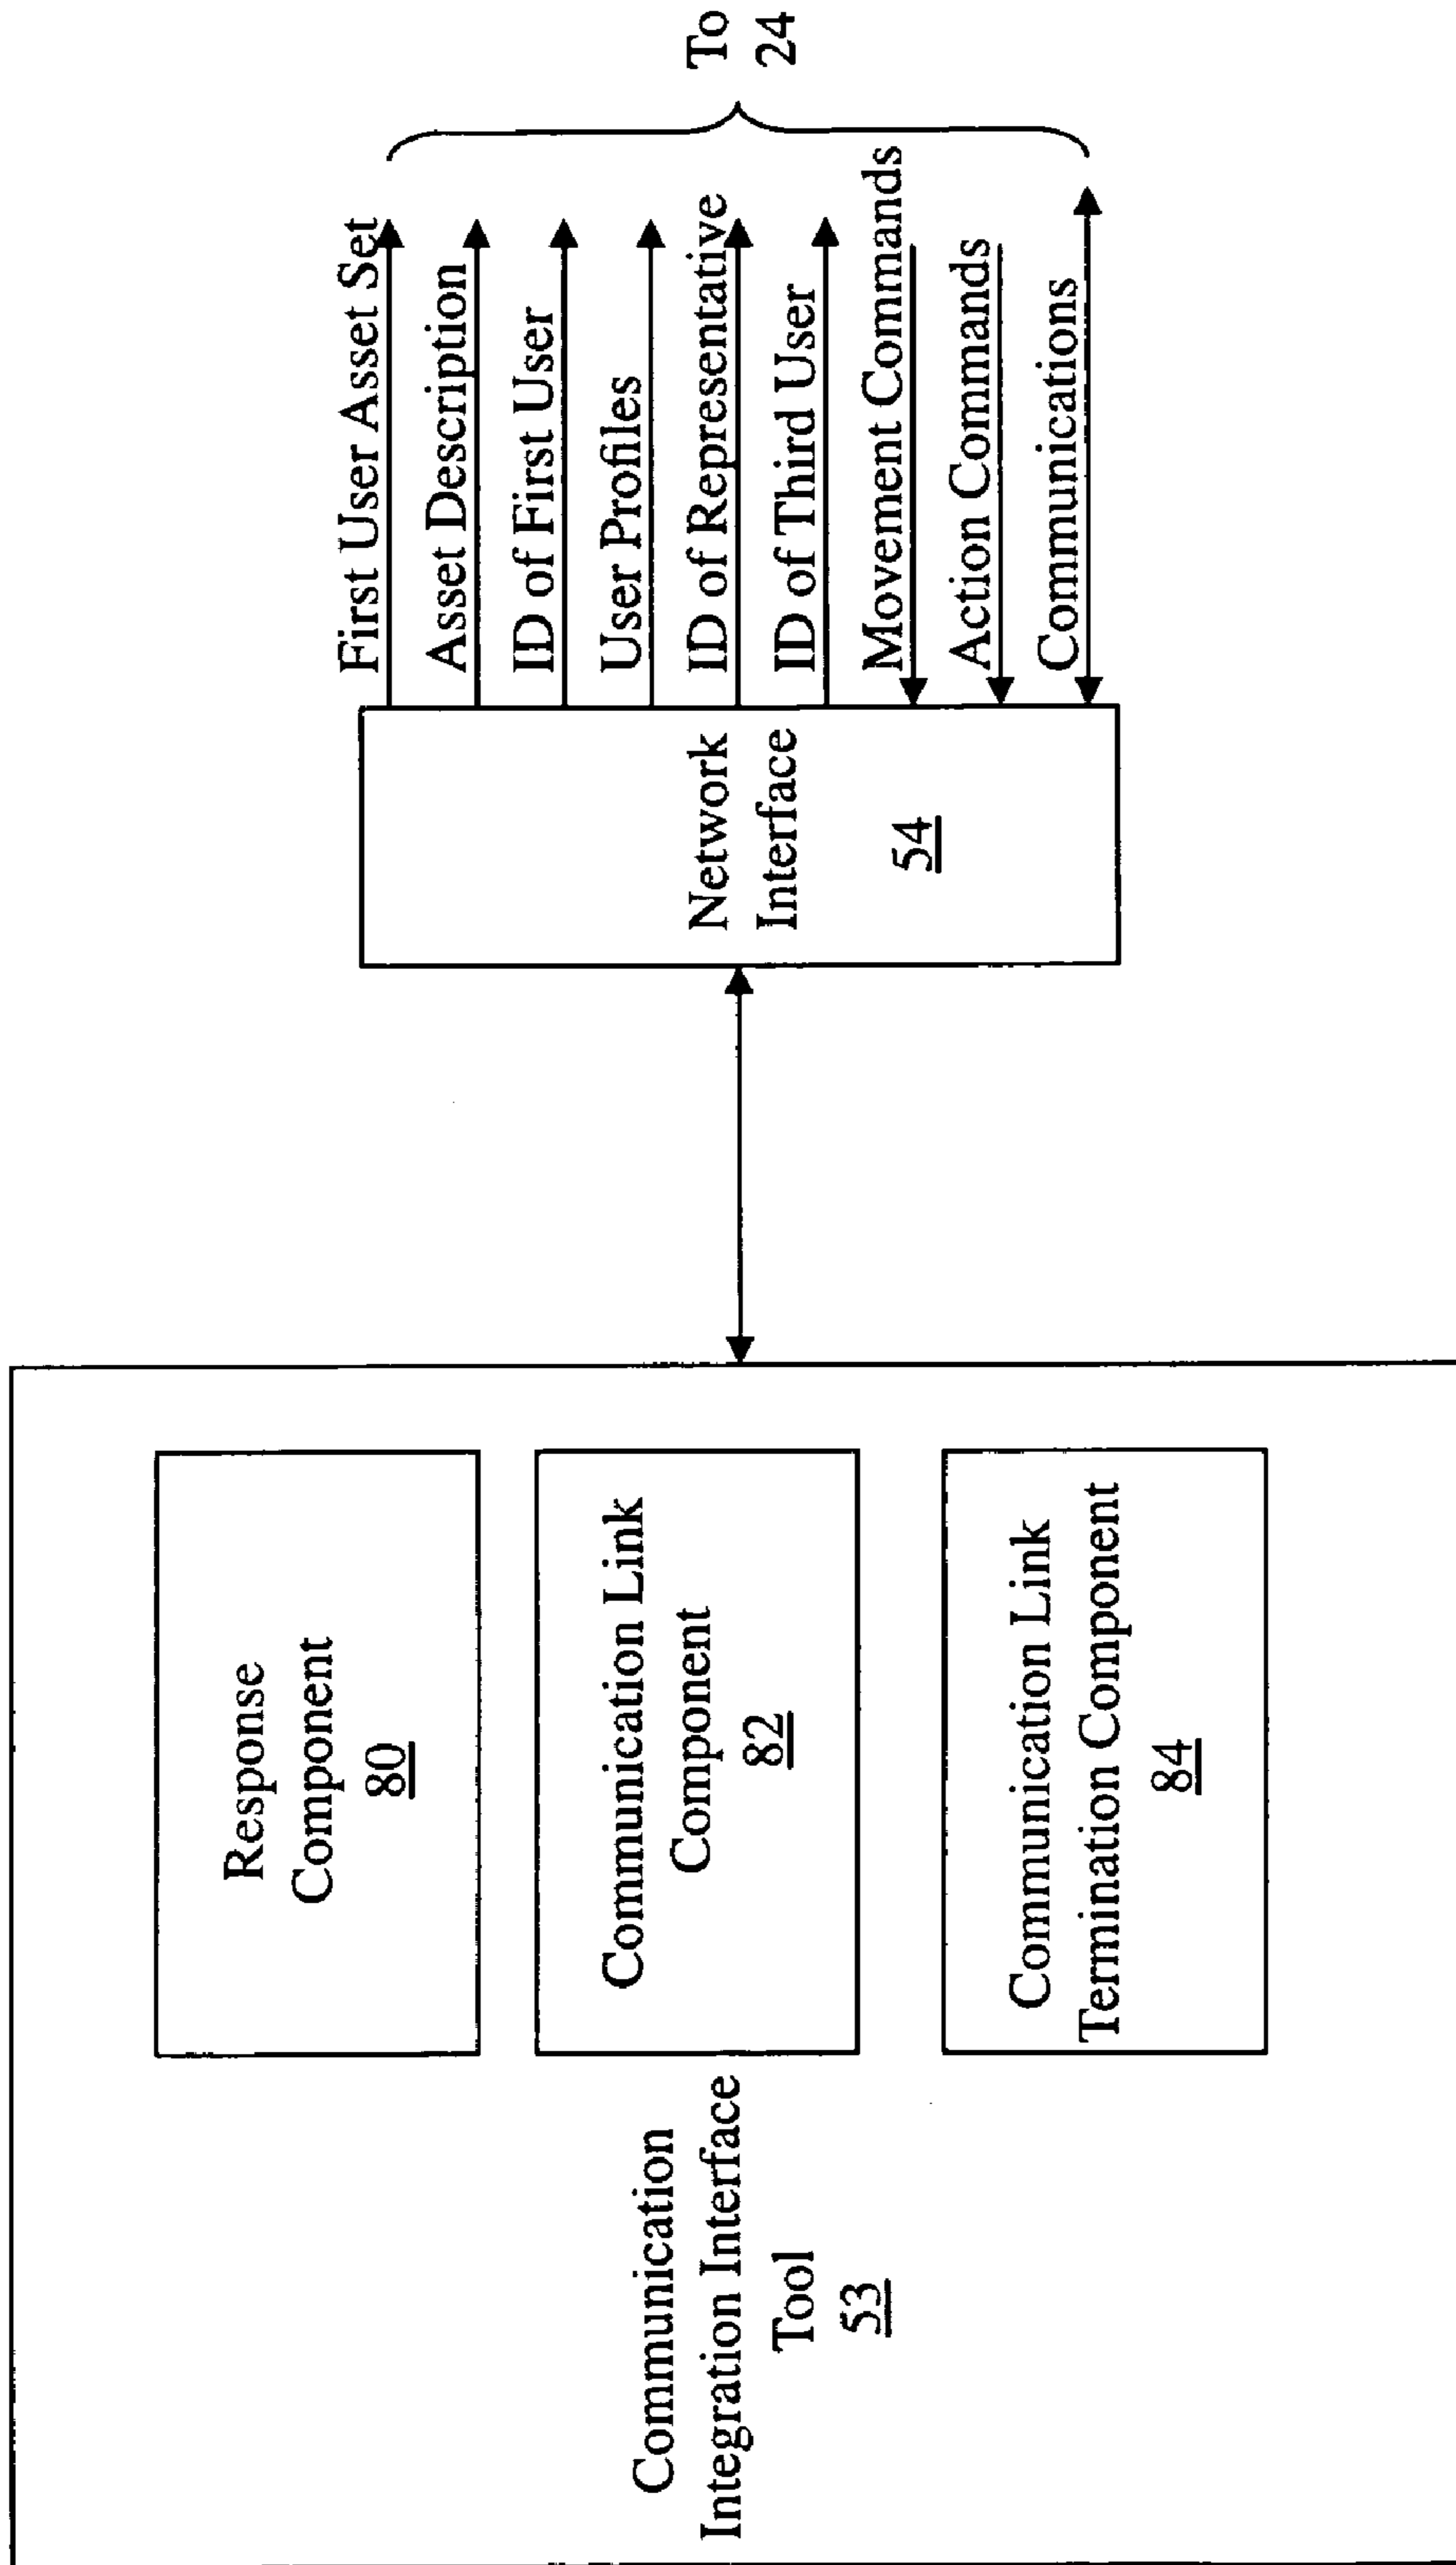 Communication
Integration Interface
Tool
53
Response
Component
80
Communication Link
Component
82
Communication Link
Termination Component
84
Network
Interface
54
First User Asset Set
Asset Description
ID of First User
User Profiles
ID of Representative
ID of Third User
Movement Commands
Action Commands
Communications
To
24